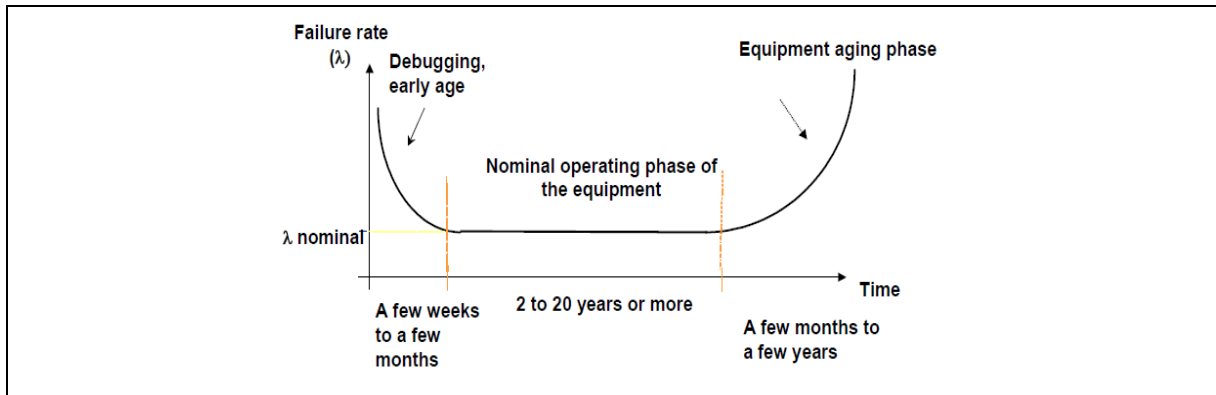 Failure rate
(λ)
Debugging,
early age
Equipment aging phase
Nominal operating phase of
the equipment
λ nominal
Time
A few weeks
to a few
months
2 to 20 years or more
A few months to
a few years